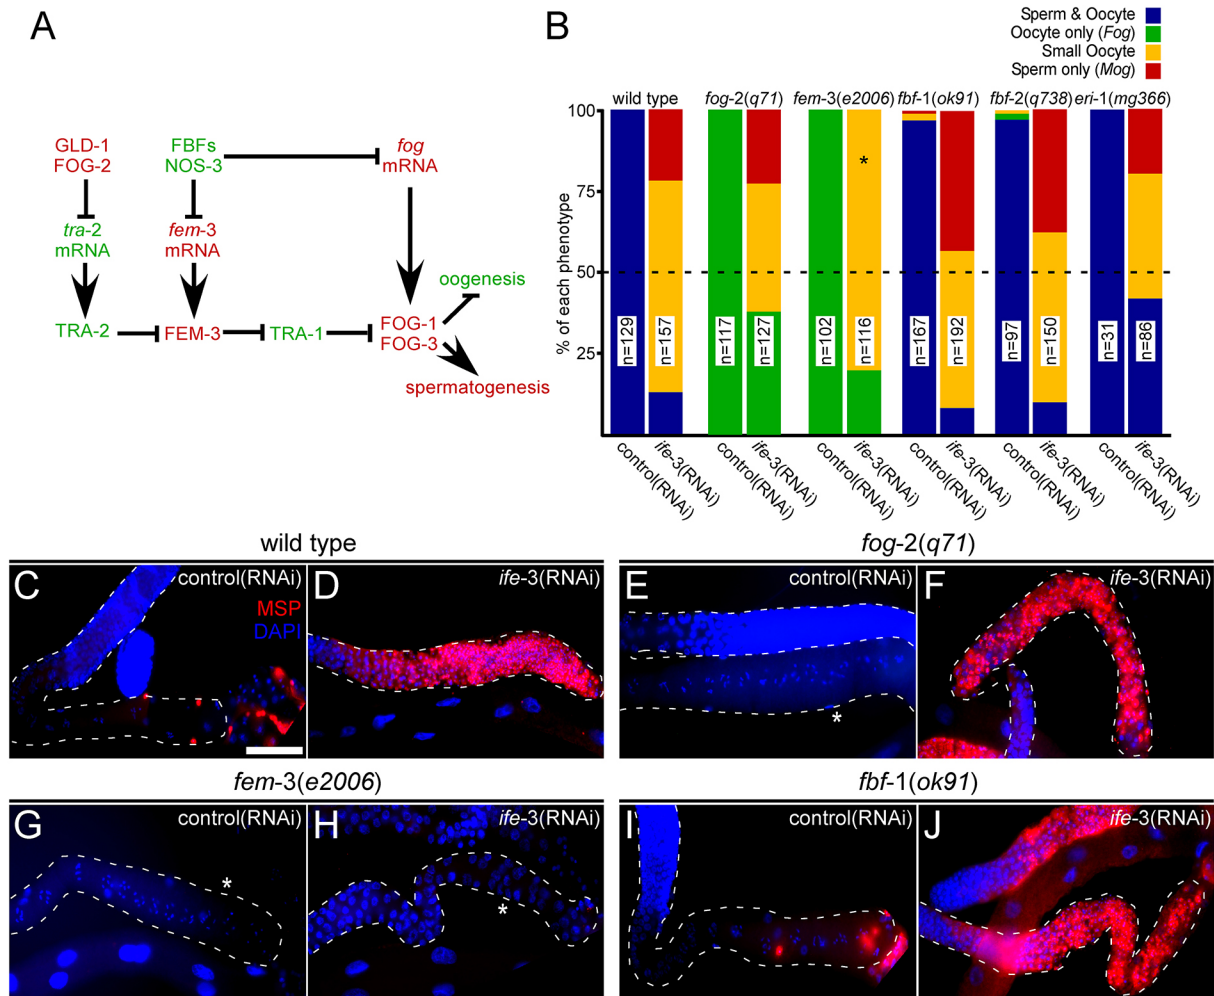 A
GLD-1
FOG-2
FBFs
NOS-3
fog
mRNA
tra-2
mRNA
fem-3
mRNA
oogenesis
TRA-2
FEM-3
TRA-1
FOG-1
FOG-3
spermatogenesis
B
Sperm & Oocyte
Oocyte only (Fog)
Small Oocyte
Sperm only (Mog)
wild type
fog-2(q71)
fem-3(e2006)
fbf-1(ok91)
fbf-2(q738)
eri-1(mg366)
% of each phenotype
100
75
50
25
*
n=129
n=157
n=117
n=127
n=102
n=116
n=167
n=192
n=97
n=150
n=31
n=86
control(RNAi)
ife-3(RNAi)
control(RNAi)
ife-3(RNAi)
control(RNAi)
ife-3(RNAi)
control(RNAi)
ife-3(RNAi)
control(RNAi)
ife-3(RNAi)
control(RNAi)
ife-3(RNAi)
wild type
C
control(RNAi)
MSP
DAPI
D
ife-3(RNAi)
fog-2(q71)
E
control(RNAi)
*
F
ife-3(RNAi)
fem-3(e2006)
G
control(RNAi)
*
H
ife-3(RNAi)
*
fbf-1(ok91)
I
control(RNAi)
J
ife-3(RNAi)